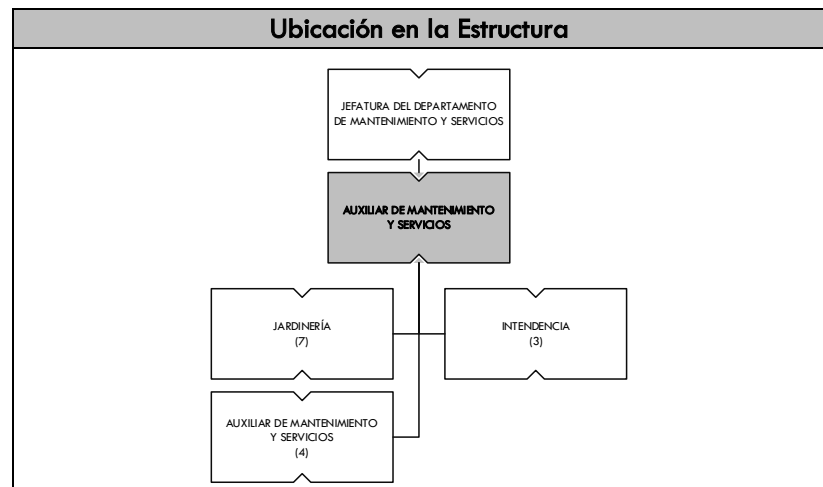 Ubicación en la Estructura
JEFATURA DEL DEPARTAMENTO
DE MANTENIMIENTO Y SERVICIOS
AUXILIAR DE MANTENIMIENTO
Y SERVICIOS
JARDINERÍA
(7)
INTENDENCIA
(3)
AUXILIAR DE MANTENIMIENTO
Y SERVICIOS
(4)